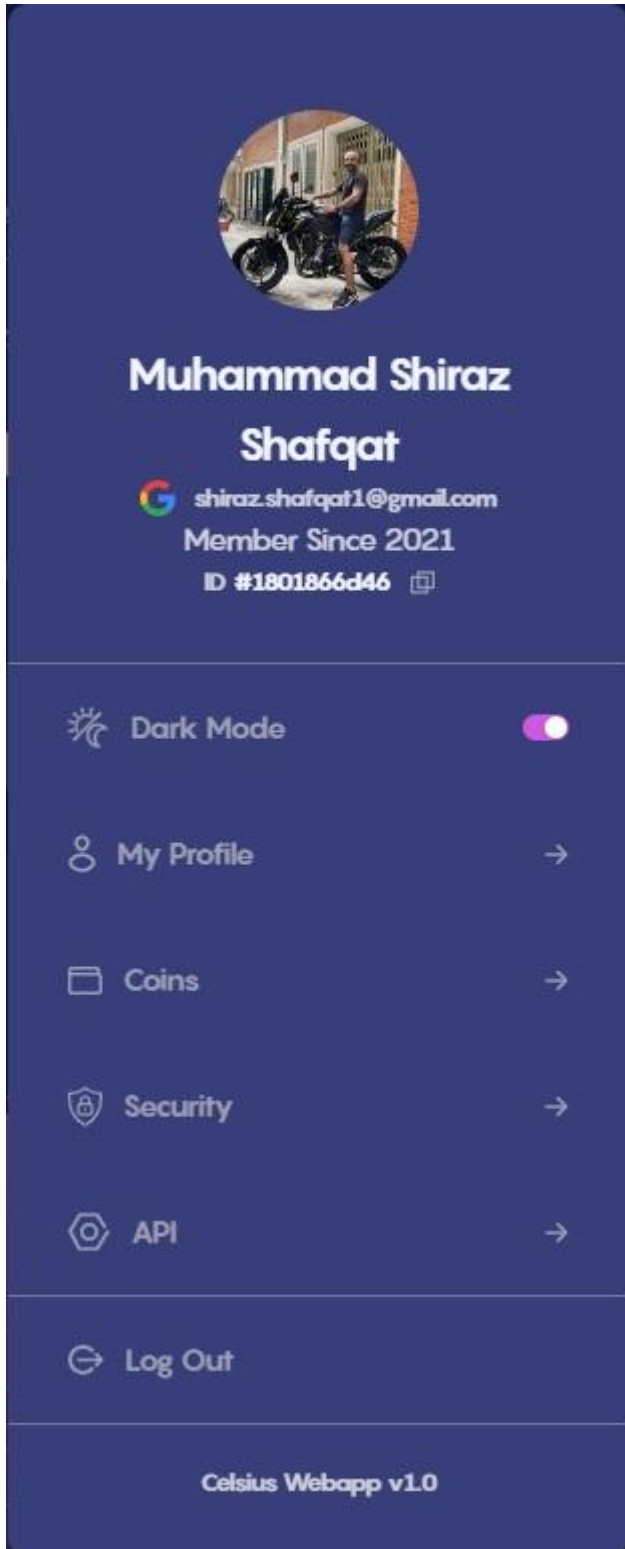 Muhammad Shiraz
Shafqat
shiraz.shafqat1@gmail.com
Member Since 2021
ID #1801866d46
Dark Mode
My Profile
Coins
Security
API
Log Out
Celsius Webapp v1.0